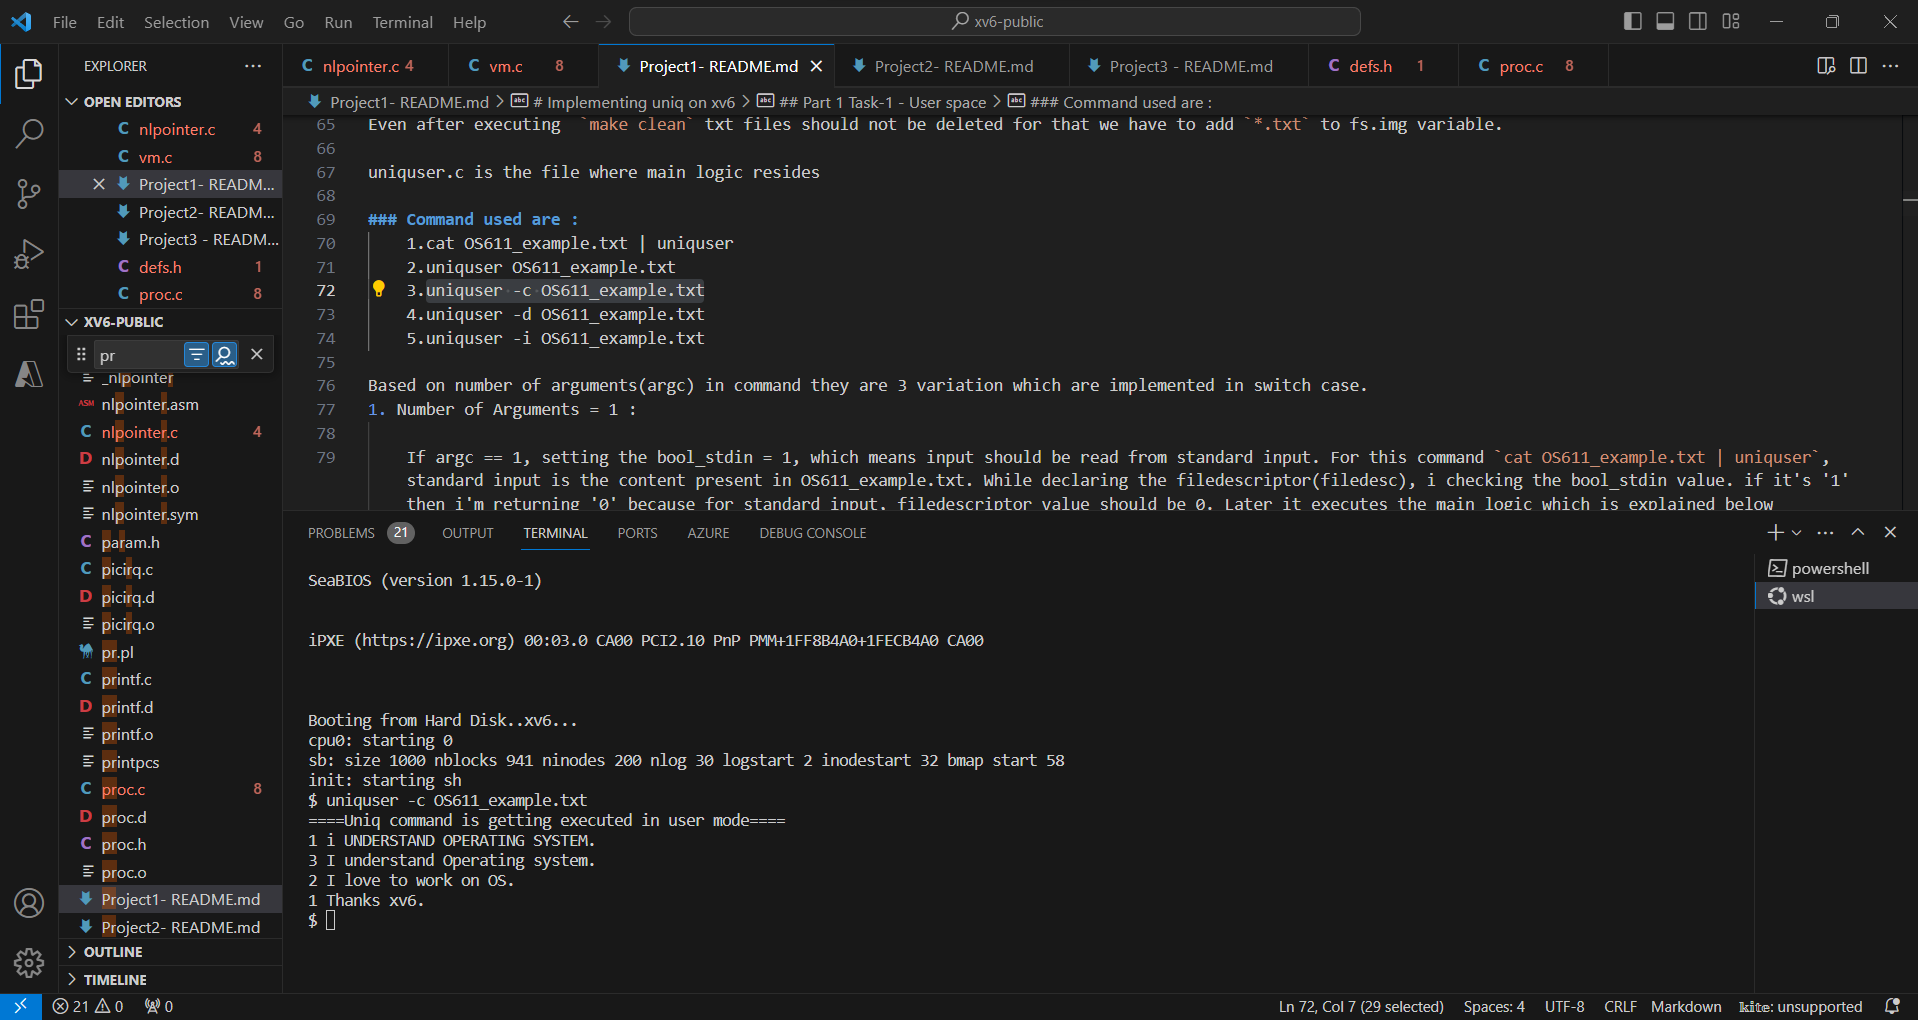 File Edit Selection View Go Run Terminal Help
xv6-public
EXPLORER
OPEN EDITORS
nlpointer.c 4
vm.c 8
Project1- READM...
Project2- READM...
Project3 - READM...
defs.h 1
proc.c 8
XV6-PUBLIC
pr
_nlpointer
ASM nlpointer.asm
C nlpointer.c 4
D nlpointer.d
nlpointer.o
nlpointer.sym
C param.h
C picirq.c
D picirq.d
picirq.o
pr.pl
C printf.c
D printf.d
printf.o
printpcs
C proc.c 8
D proc.d
C proc.h
proc.o
Project1- README.md
Project2- README.md
OUTLINE
TIMELINE
C nlpointer.c 4 C vm.c 8 Project1- README.md Project2- README.md Project3 - README.md C defs.h 1 C proc.c 8
Project1- README.md > abc # Implementing uniq on xv6 > abc ## Part 1 Task-1 - User space > abc ### Command used are :
65 Even after executing `make clean` txt files should not be deleted for that we have to add `*.txt` to fs.img variable.
66
67 uniquser.c is the file where main logic resides
68
69 ### Command used are :
70 1.cat OS611_example.txt | uniquser
71 2.uniquser OS611_example.txt
72 3.uniquser -c OS611_example.txt
73 4.uniquser -d OS611_example.txt
74 5.uniquser -i OS611_example.txt
75
76 Based on number of arguments(argc) in command they are 3 variation which are implemented in switch case.
77 1. Number of Arguments = 1 :
78
79 If argc == 1, setting the bool_stdin = 1, which means input should be read from standard input. For this command `cat OS611_example.txt | uniquser`,
standard input is the content present in OS611_example.txt. While declaring the filedescriptor(filedesc), i checking the bool_stdin value. if it's '1'
then i'm returning '0' because for standard input, filedescriptor value should be 0. Later it executes the main logic which is explained below
PROBLEMS 21 OUTPUT TERMINAL PORTS AZURE DEBUG CONSOLE
powershell
wsl
SeaBIOS (version 1.15.0-1)
iPXE (https://ipxe.org) 00:03.0 CA00 PCI2.10 PnP PMM+1FF8B4A0+1FECB4A0 CA00
Booting from Hard Disk..xv6...
cpu0: starting 0
sb: size 1000 nblocks 941 ninodes 200 nlog 30 logstart 2 inodestart 32 bmap start 58
init: starting sh
$ uniquser -c OS611_example.txt
====Uniq command is getting executed in user mode====
1 i UNDERSTAND OPERATING SYSTEM.
3 I understand Operating system.
2 I love to work on OS.
1 Thanks xv6.
$
21 0 0 Ln 72, Col 7 (29 selected) Spaces: 4 UTF-8 CRLF Markdown kite: unsupported